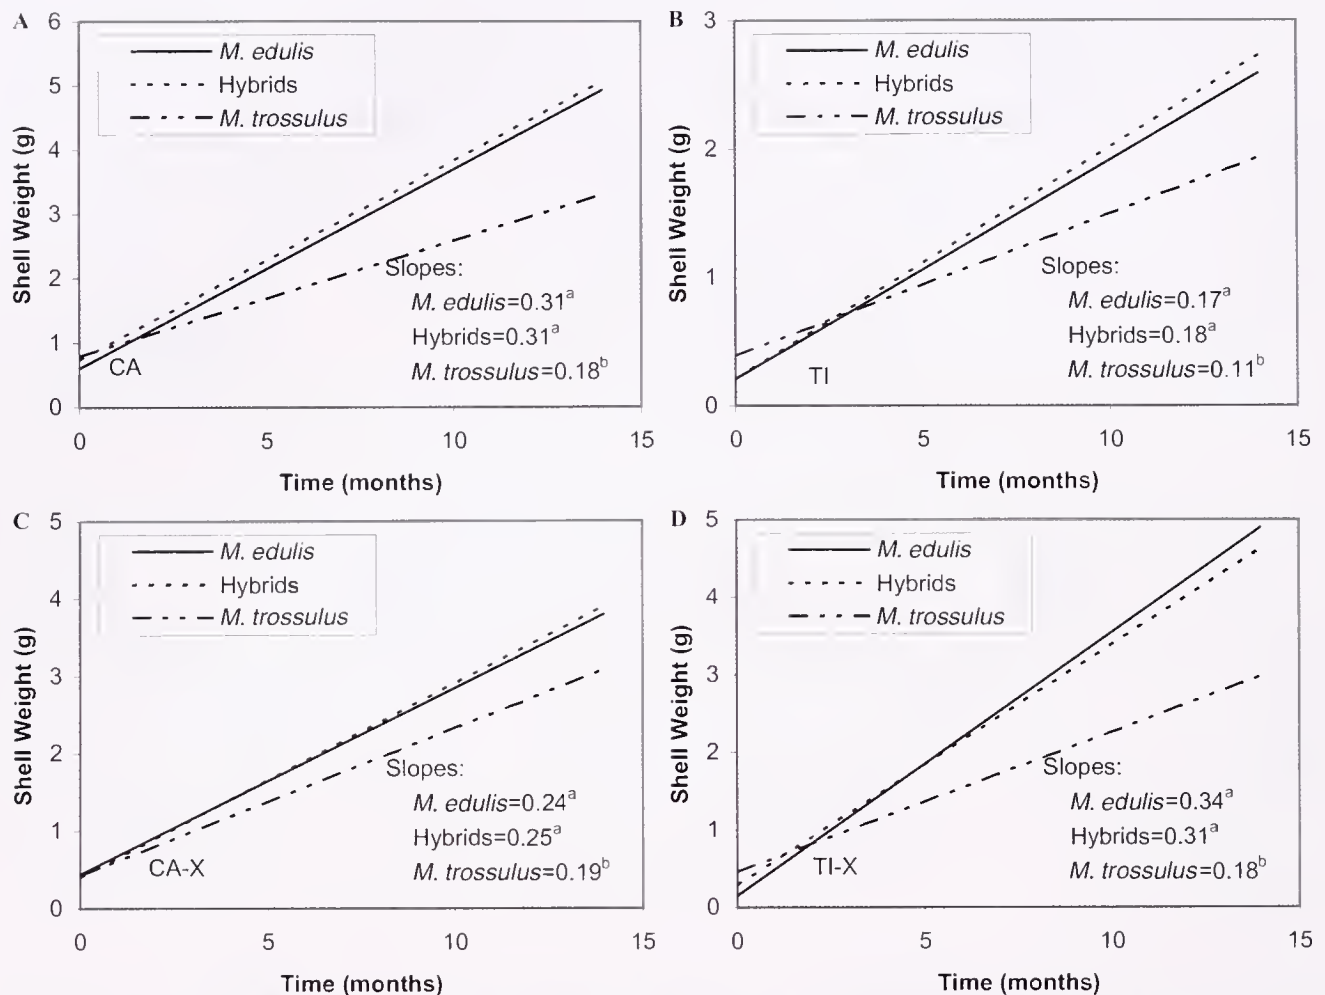 A
6
5
4
3
2
1
0
Shell Weight (g)
M. edulis
Hybrids
M. trossulus
Slopes:
M. edulis=0.31ᵃ
Hybrids=0.31ᵃ
M. trossulus=0.18ᵇ
CA
0
5
10
15
Time (months)
B
3
2
1
0
Shell Weight (g)
M. edulis
Hybrids
M. trossulus
Slopes:
M. edulis=0.17ᵃ
Hybrids=0.18ᵃ
M. trossulus=0.11ᵇ
TI
0
5
10
15
Time (months)
C
5
4
3
2
1
0
Shell Weight (g)
M. edulis
Hybrids
M. trossulus
Slopes:
M. edulis=0.24ᵃ
Hybrids=0.25ᵃ
M. trossulus=0.19ᵇ
CA-X
0
5
10
15
Time (months)
D
5
4
3
2
1
0
Shell Weight (g)
M. edulis
Hybrids
M. trossulus
Slopes:
M. edulis=0.34ᵃ
Hybrids=0.31ᵃ
M. trossulus=0.18ᵇ
TI-X
0
5
10
15
Time (months)